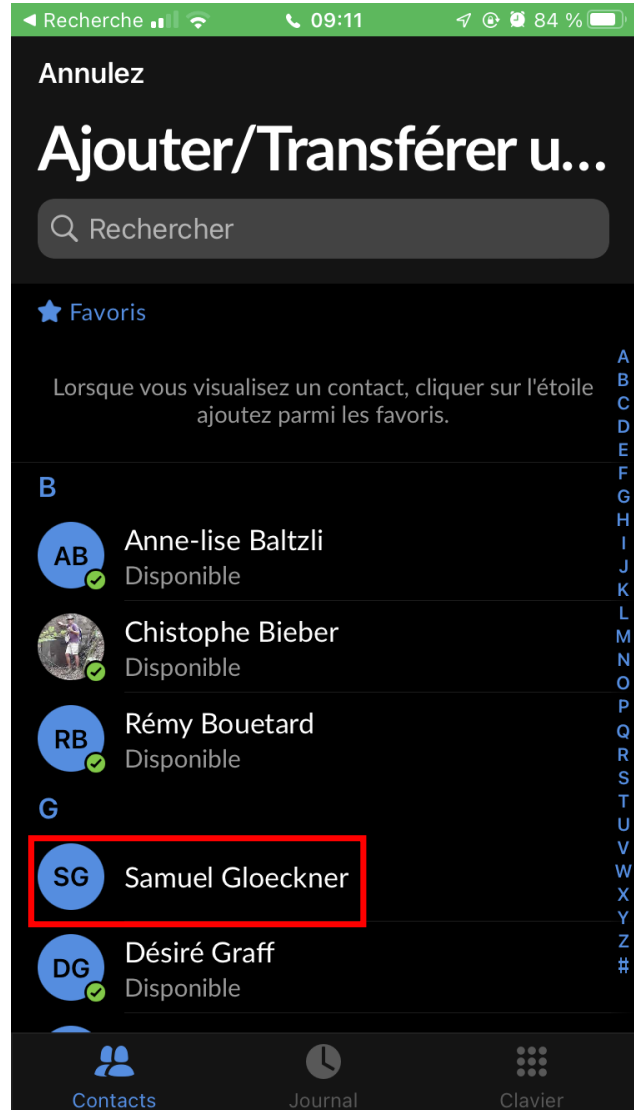 ◀ Recherche 09:11 84 %
Annulez
Ajouter/Transférer u...
Rechercher
Favoris
Lorsque vous visualisez un contact, cliquer sur l'étoile
ajoutez parmi les favoris.
B
AB Anne-lise Baltzli
Disponible
Chistophe Bieber
Disponible
RB Rémy Bouetard
Disponible
G
SG Samuel Gloeckner
DG Désiré Graff
Disponible
A
B
C
D
E
F
G
H
I
J
K
L
M
N
O
P
Q
R
S
T
U
V
W
X
Y
Z
#
Contacts Journal Clavier